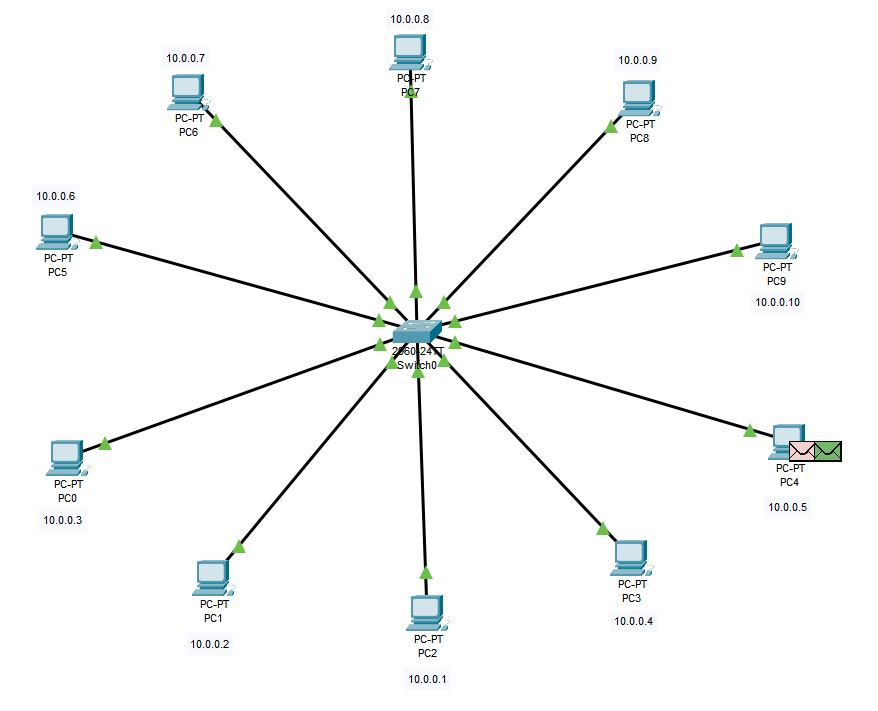 10.0.0.8
PC-PT
PC7
10.0.0.7
PC-PT
PC6
10.0.0.9
PC-PT
PC8
10.0.0.6
PC-PT
PC5
PC-PT
PC9
10.0.0.10
2960-24TT
Switch0
PC-PT
PC0
10.0.0.3
PC-PT
PC4
10.0.0.5
PC-PT
PC1
10.0.0.2
PC-PT
PC2
10.0.0.1
PC-PT
PC3
10.0.0.4